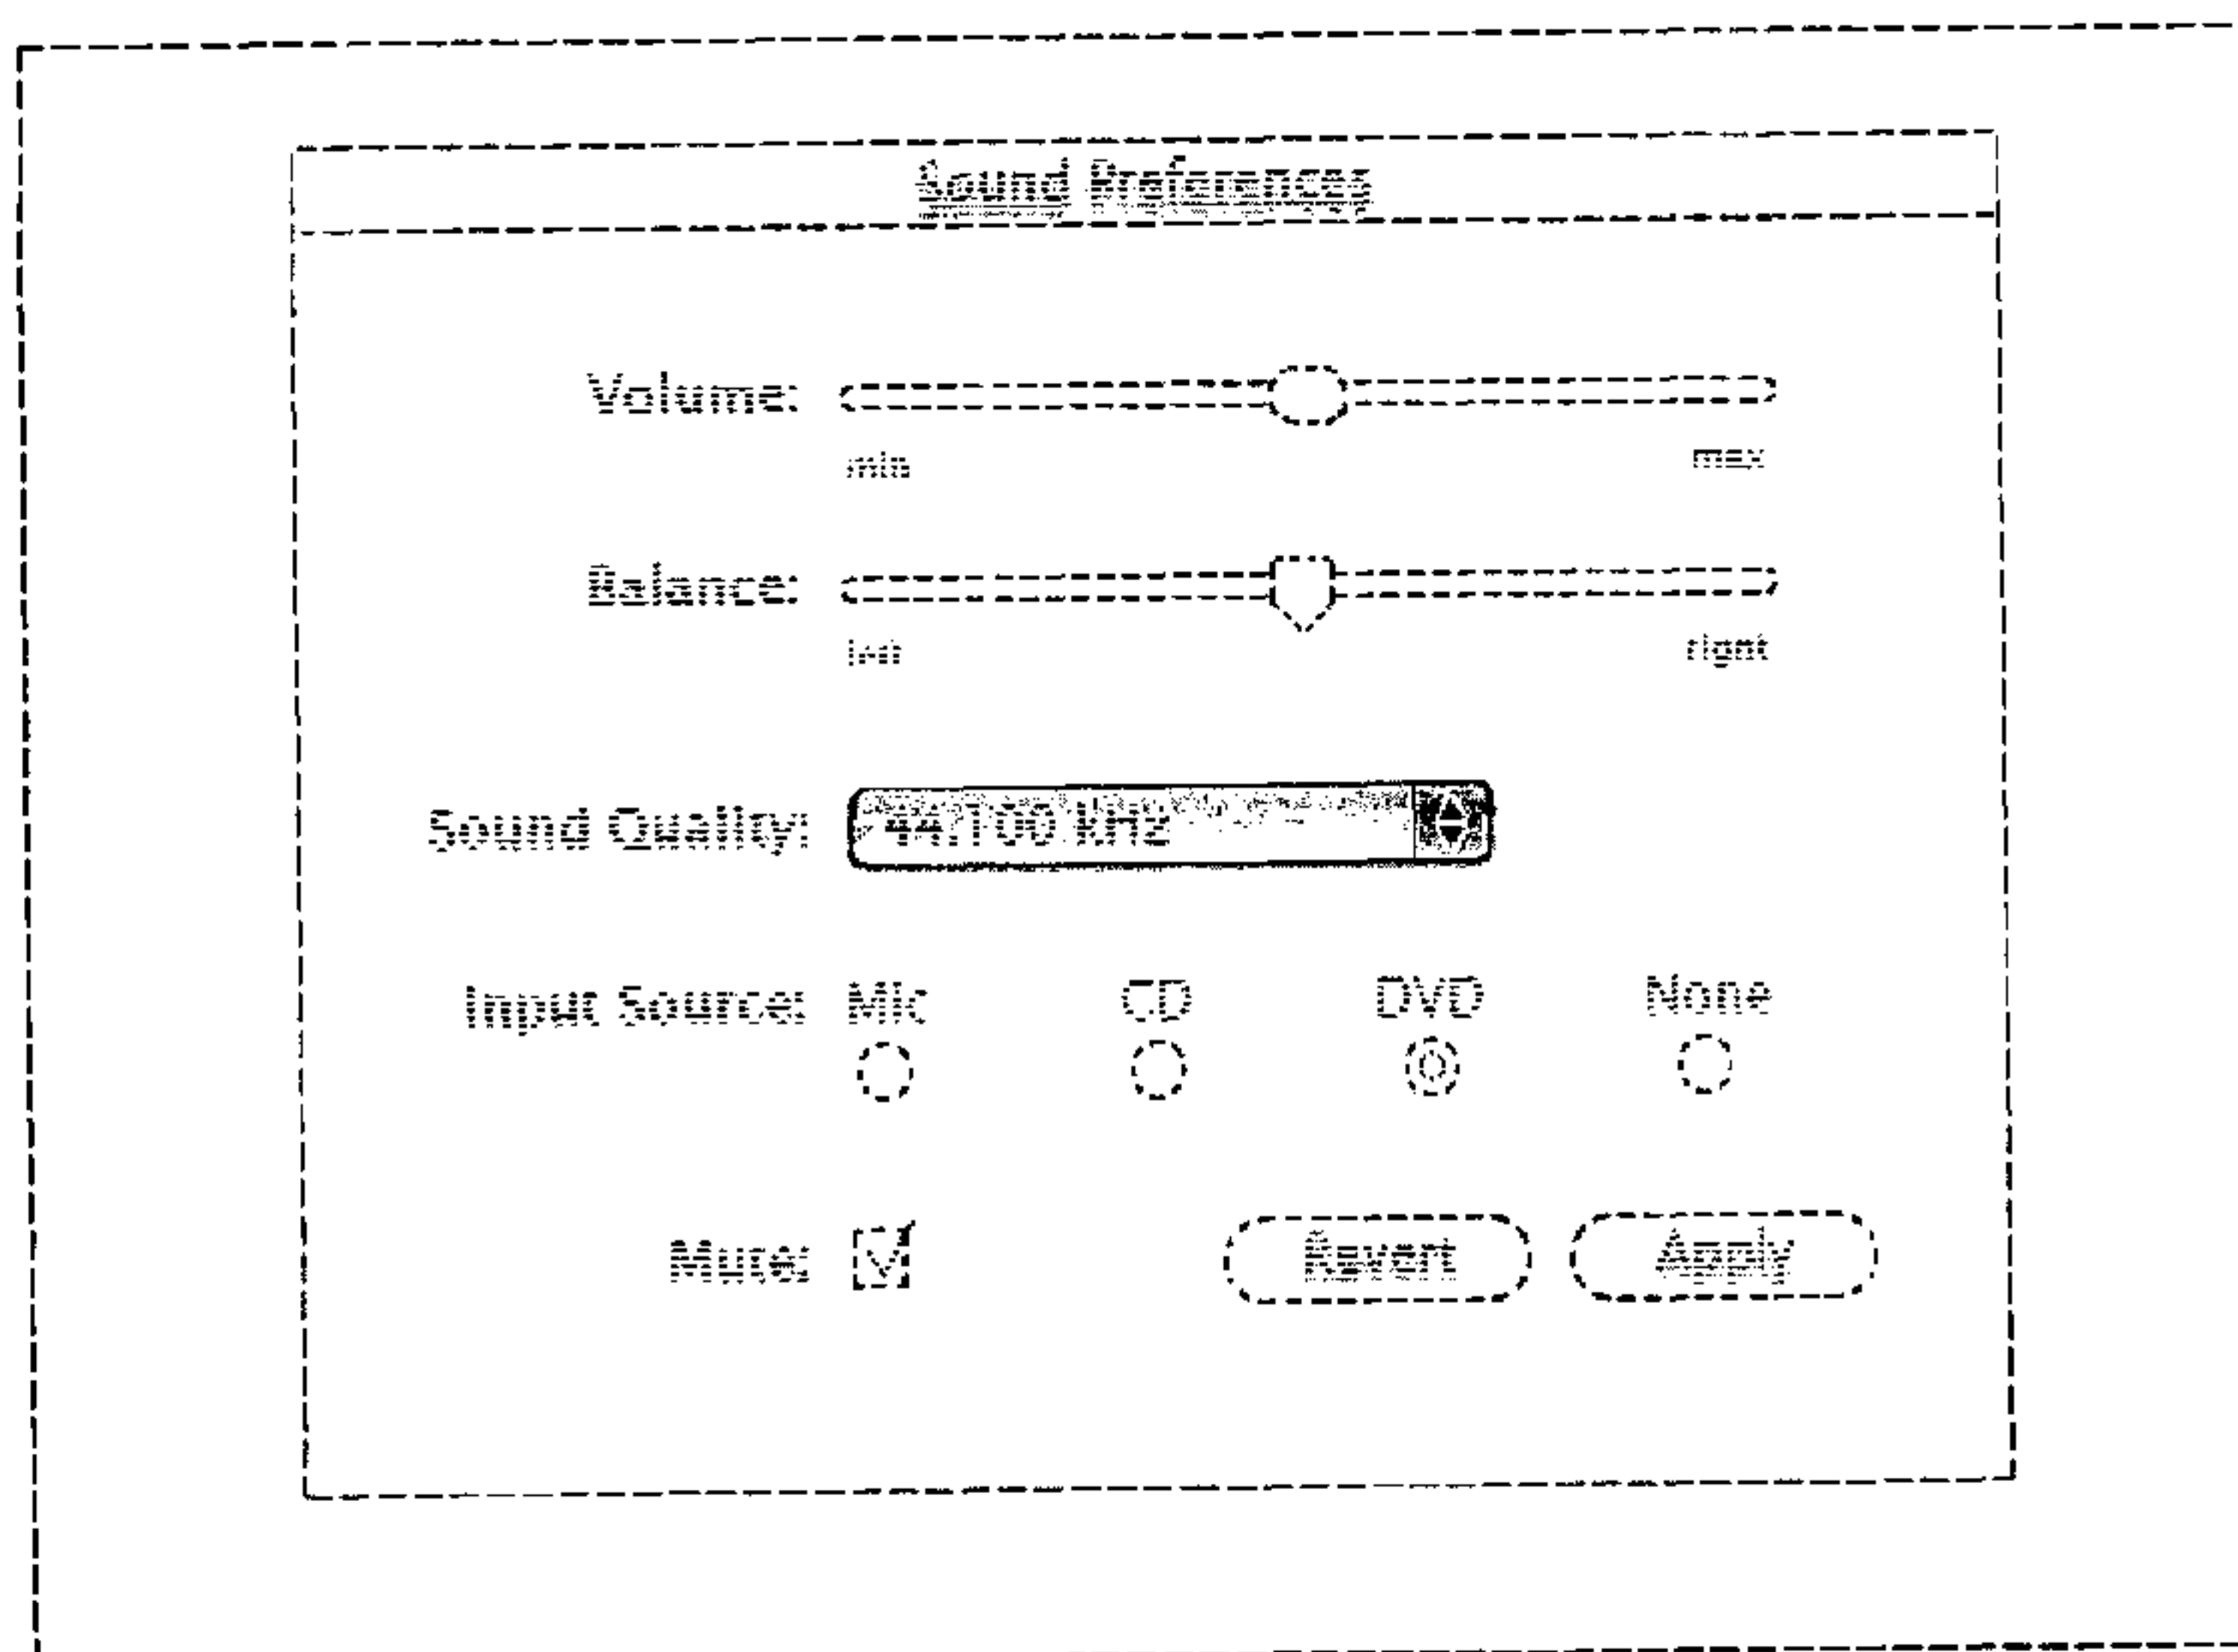 Sound Preferences
Volume:
min max
Balance:
left right
Sound Quality: 44.100 kHz
Input Source: Mic CD DVD None
Mute: Revert Apply